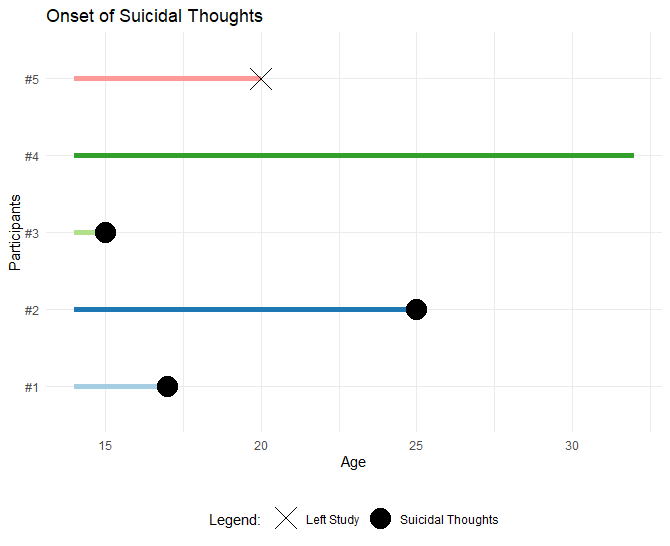 Onset of Suicidal Thoughts
Participants
#5
#4
#3
#2
#1
15 20 25 30
Age
Legend: Left Study Suicidal Thoughts